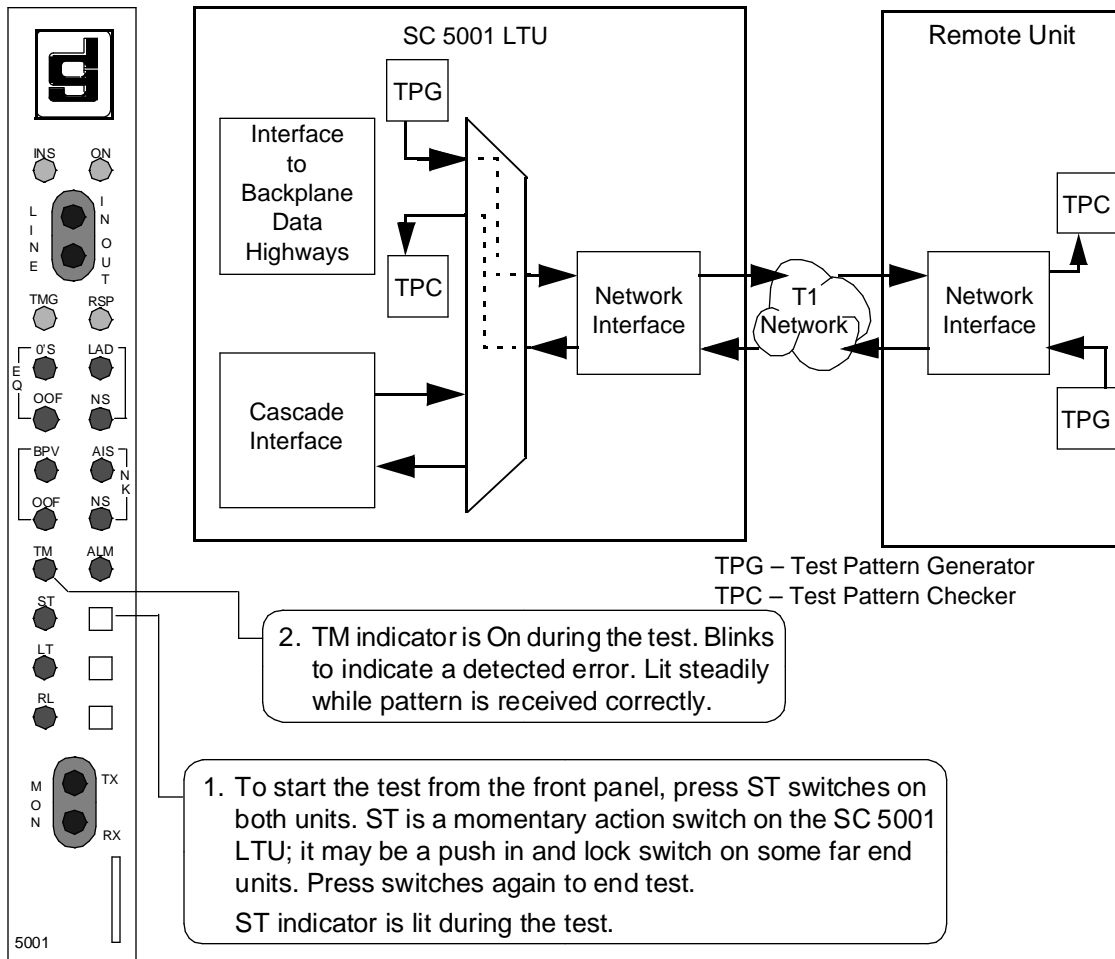 INS ON
LINE
IN
OUT
TMG RSP
EQ
0'S LAD
OOF NS
BPV AIS
NK
OOF NS
TM ALM
ST
LT
RL
MON
TX
RX
5001
SC 5001 LTU
TPG
Interface
to
Backplane
Data
Highways
TPC
Cascade
Interface
Network
Interface
T1
Network
Remote Unit
TPC
Network
Interface
TPG
TPG – Test Pattern Generator
TPC – Test Pattern Checker
2. TM indicator is On during the test. Blinks
to indicate a detected error. Lit steadily
while pattern is received correctly.
1. To start the test from the front panel, press ST switches on
both units. ST is a momentary action switch on the SC 5001
LTU; it may be a push in and lock switch on some far end
units. Press switches again to end test.
ST indicator is lit during the test.